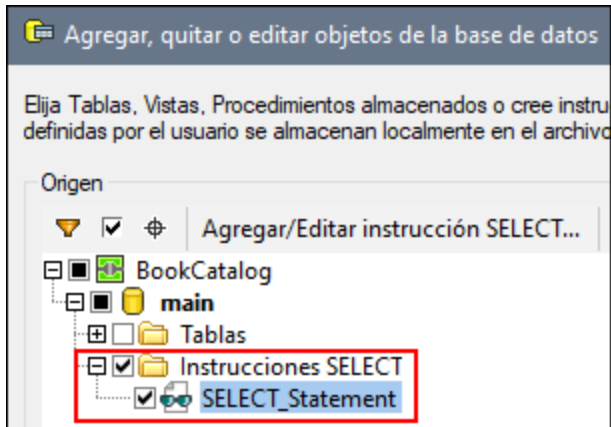 Agregar, quitar o editar objetos de la base de datos
Elija Tablas, Vistas, Procedimientos almacenados o cree instru
definidas por el usuario se almacenan localmente en el archivo
Origen
Agregar/Editar instrucción SELECT...
BookCatalog
main
Tablas
Instrucciones SELECT
SELECT_Statement